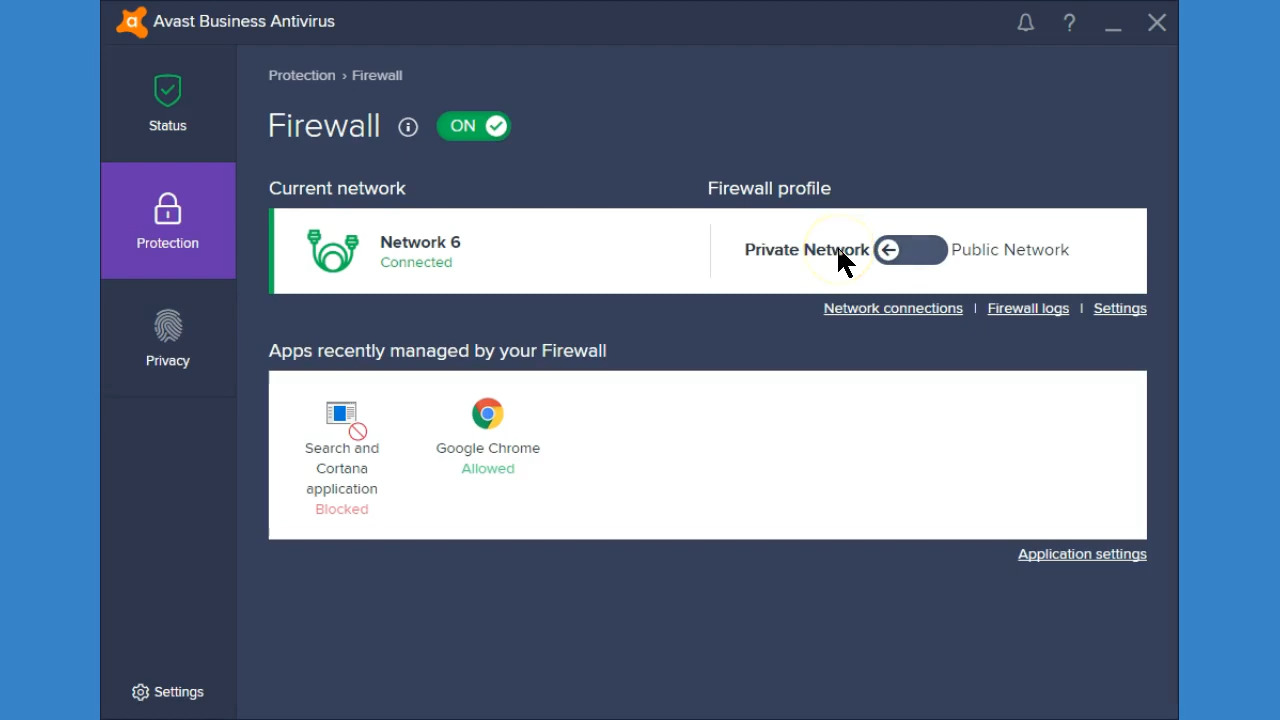 Avast Business Antivirus
?
Status
Protection
Privacy
Settings
Protection › Firewall
Firewall
ON
Current network
Firewall profile
Network 6
Connected
Private Network
Public Network
Network connections | Firewall logs | Settings
Apps recently managed by your Firewall
Search and
Cortana
application
Blocked
Google Chrome
Allowed
Application settings